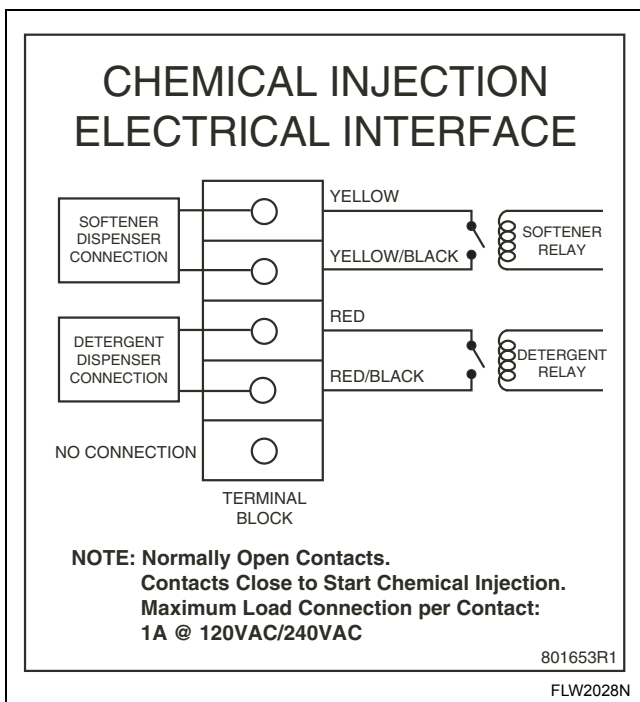 CHEMICAL INJECTION
ELECTRICAL INTERFACE
SOFTENER
DISPENSER
CONNECTION
YELLOW
YELLOW/BLACK
SOFTENER
RELAY
DETERGENT
DISPENSER
CONNECTION
RED
RED/BLACK
DETERGENT
RELAY
NO CONNECTION
TERMINAL
BLOCK
NOTE: Normally Open Contacts.
Contacts Close to Start Chemical Injection.
Maximum Load Connection per Contact:
1A @ 120VAC/240VAC
801653R1
FLW2028N